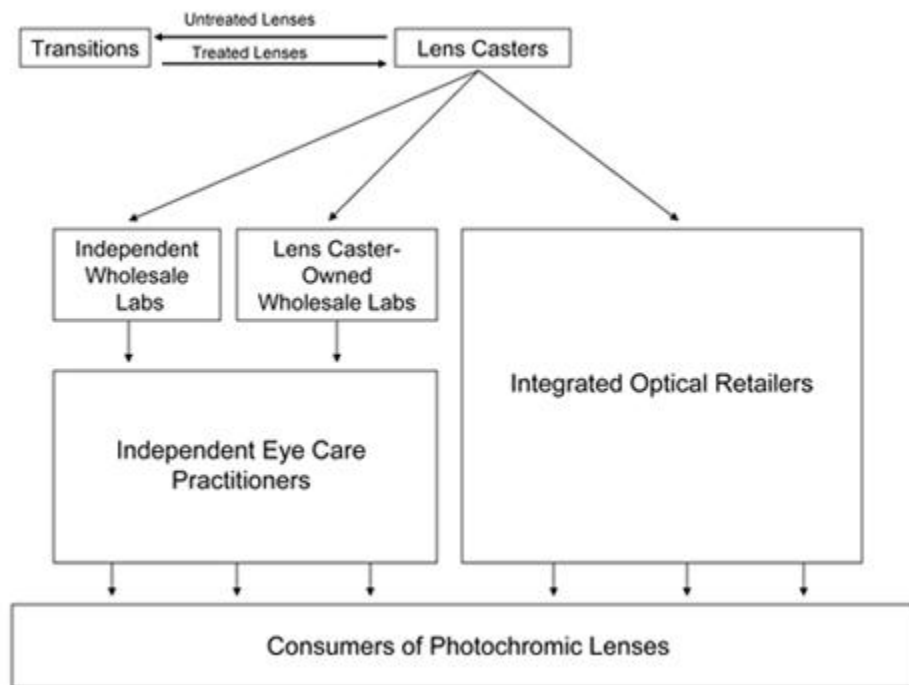 Untreated Lenses
Transitions
Lens Casters
Treated Lenses
Independent
Wholesale
Labs
Lens Caster-
Owned
Wholesale Labs
Integrated Optical Retailers
Independent Eye Care
Practitioners
Consumers of Photochromic Lenses